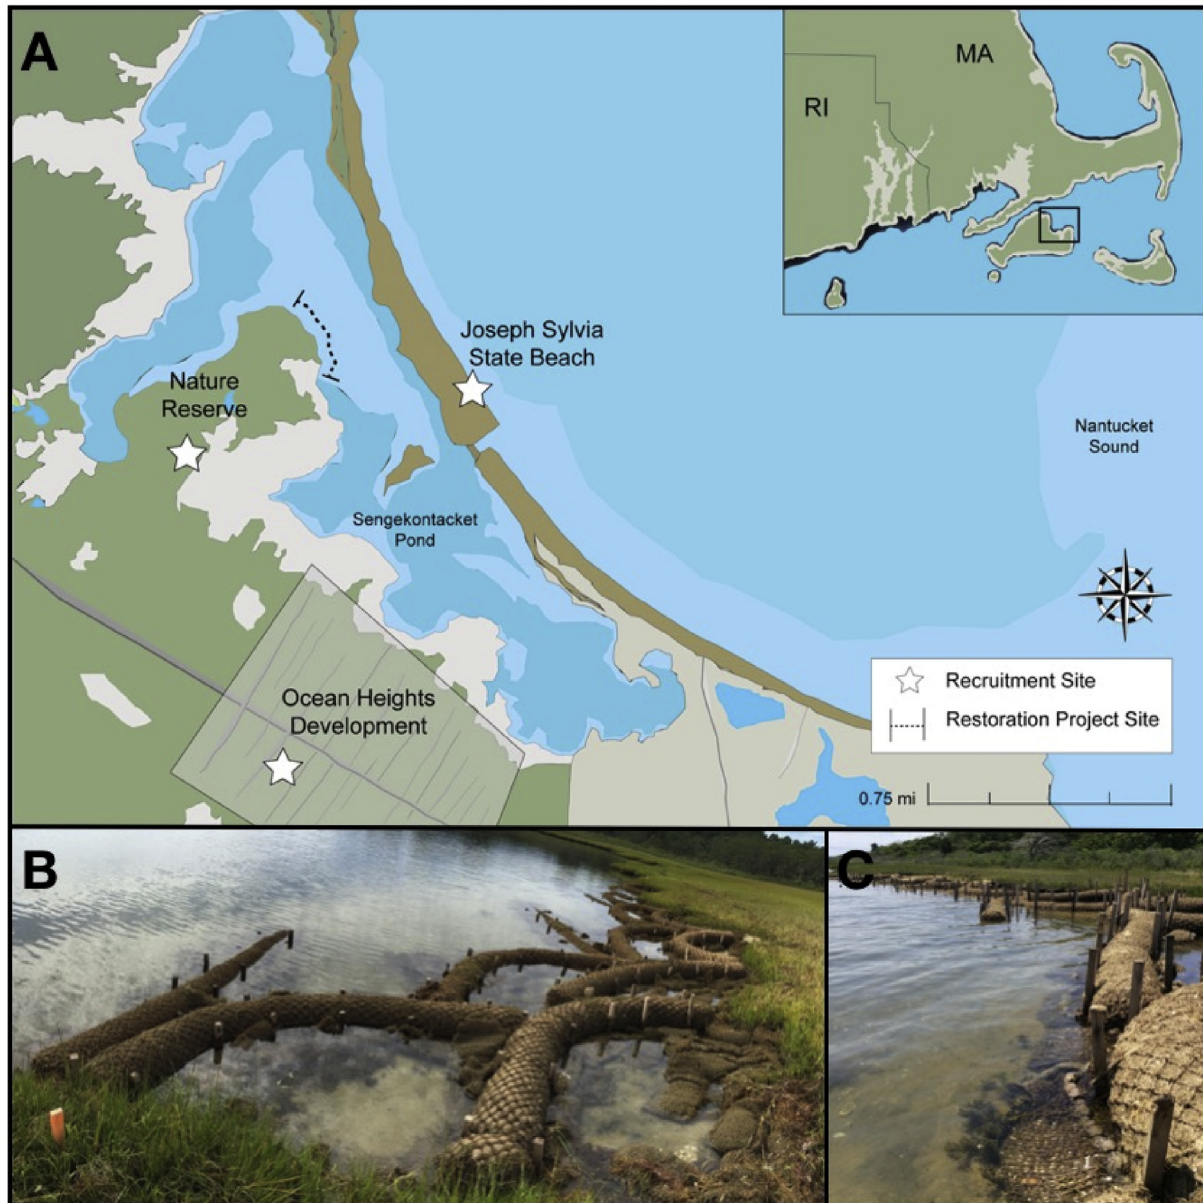 A
MA
RI
Joseph Sylvia
State Beach
Nature
Reserve
Nantucket
Sound
Sengekontacket
Pond
Ocean Heights
Development
Recruitment Site
Restoration Project Site
0.75 mi
B
C